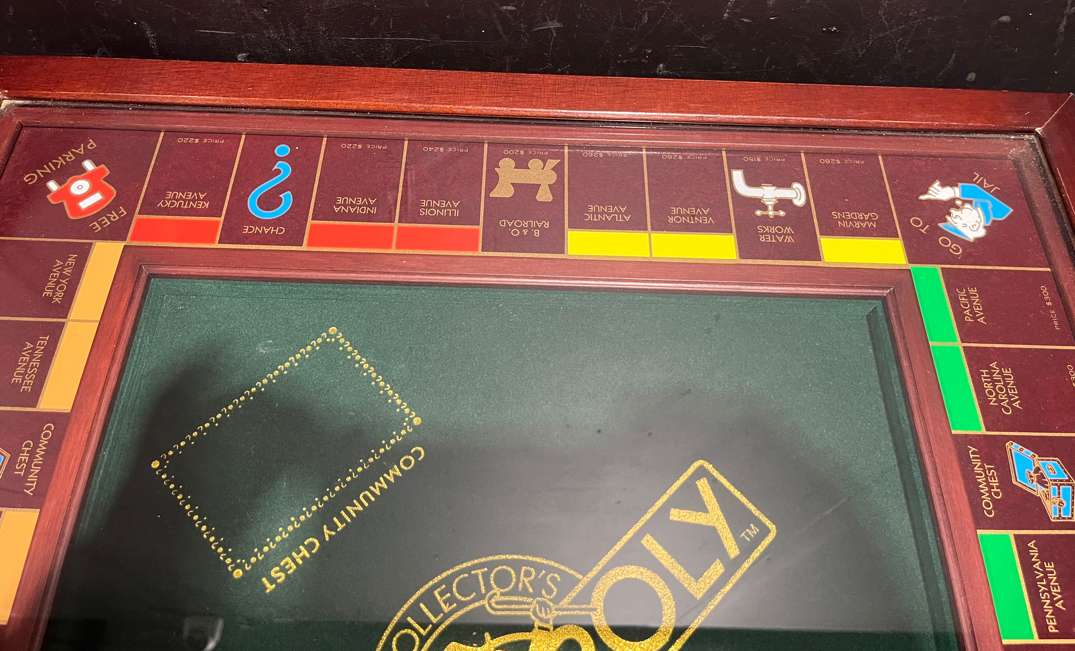 FREE
PARKING
PRICE $220
KENTUCKY
AVENUE
CHANCE
PRICE $220
INDIANA
AVENUE
PRICE $240
ILLINOIS
AVENUE
PRICE $200
B. & O.
RAILROAD
PRICE $260
ATLANTIC
AVENUE
PRICE $260
VENTNOR
AVENUE
PRICE $150
WATER
WORKS
PRICE $280
MARVIN
GARDENS
GO TO
JAIL
NEW YORK
AVENUE
TENNESSEE
AVENUE
COMMUNITY
CHEST
PACIFIC
AVENUE
PRICE $300
NORTH
CAROLINA
AVENUE
$300
COMMUNITY
CHEST
PENNSYLVANIA
AVENUE
COMMUNITY CHEST
OLLECTOR'S
OPOLY TM